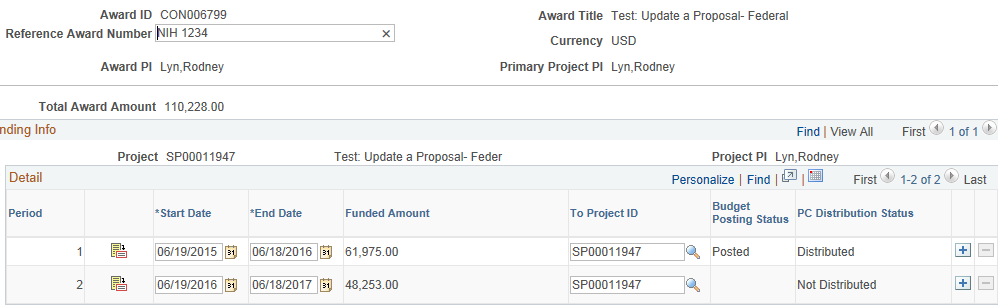 Award ID CON006799 Award Title Test: Update a Proposal- Federal
Reference Award Number NIH 1234 Currency USD
Award PI Lyn,Rodney Primary Project PI Lyn,Rodney
Total Award Amount 110,228.00
nding Info Find | View All First 1 of 1
Project SP00011947 Test: Update a Proposal- Feder Project PI Lyn,Rodney
Detail Personalize | Find | | First 1-2 of 2 Last
Period *Start Date *End Date Funded Amount To Project ID Budget Posting Status PC Distribution Status
1 06/19/2015 06/18/2016 61,975.00 SP00011947 Posted Distributed
2 06/19/2016 06/18/2017 48,253.00 SP00011947 Not Distributed